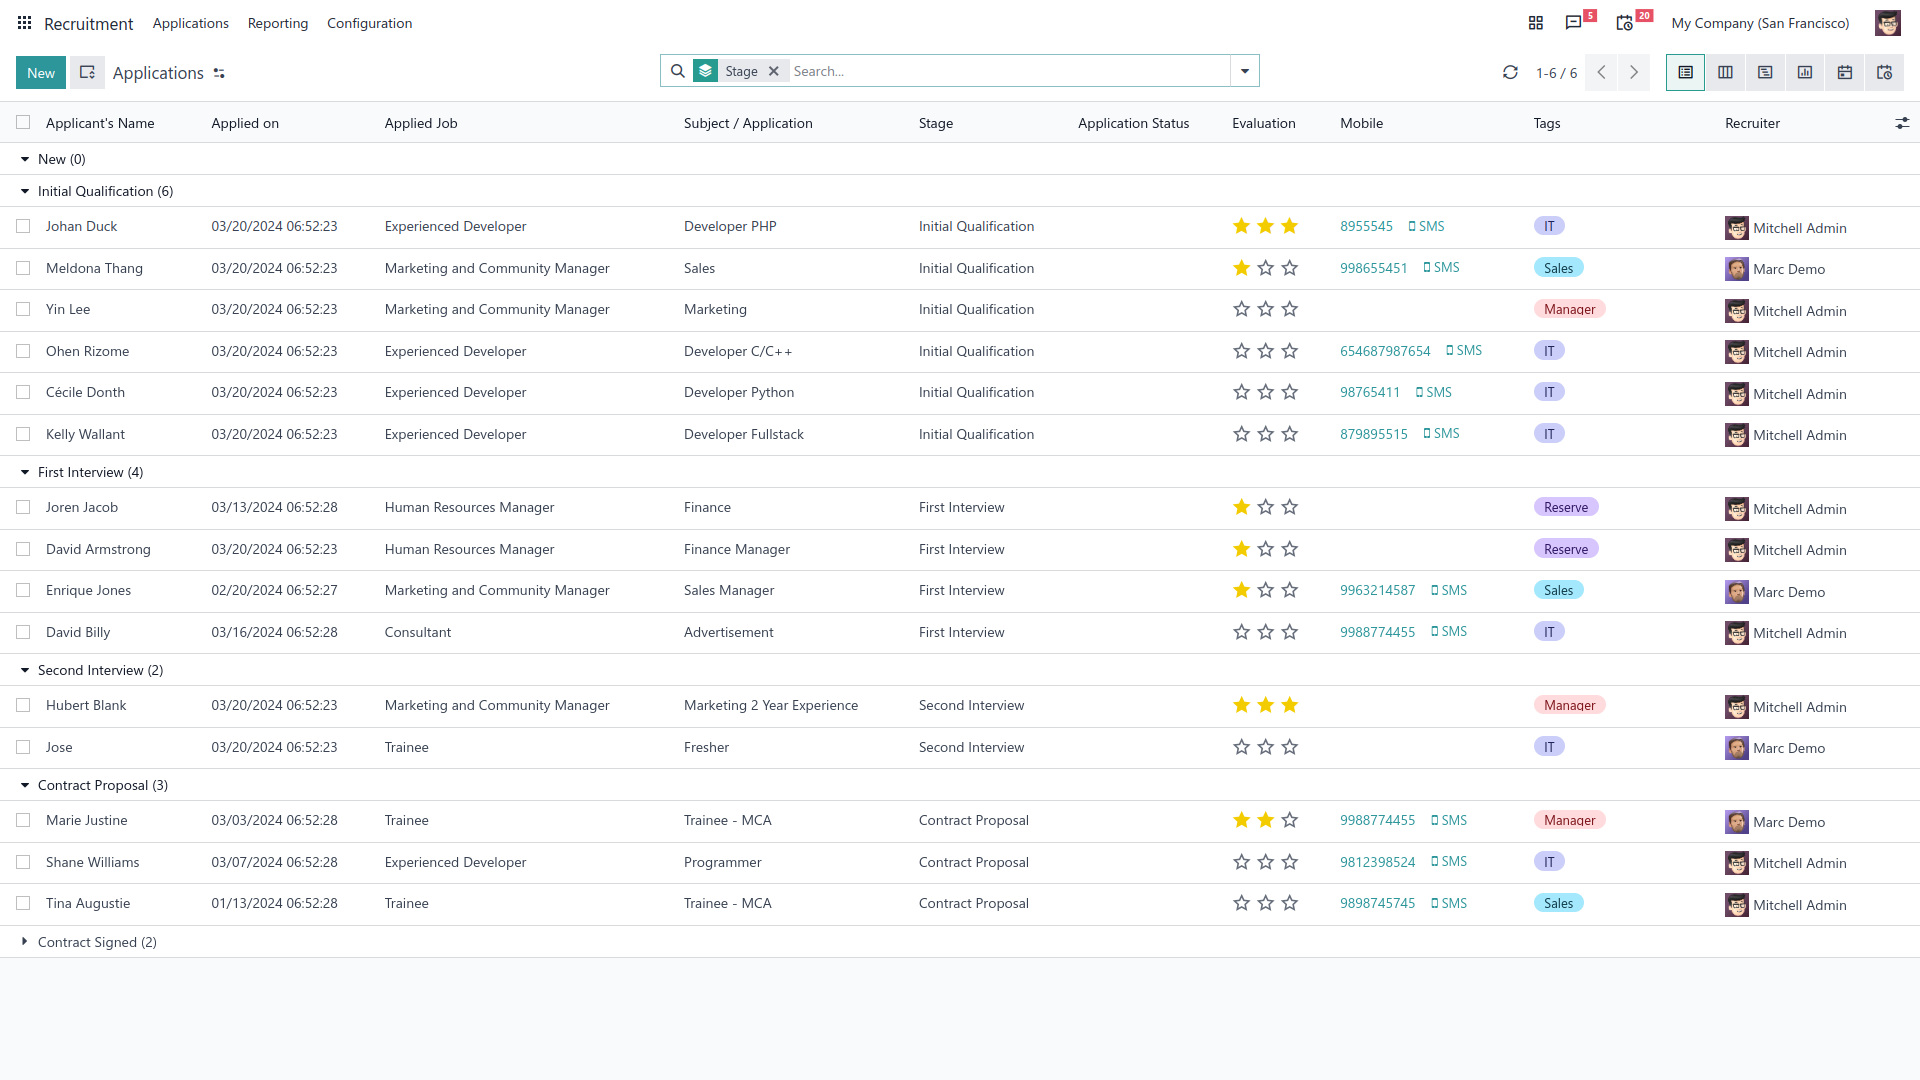 Recruitment Applications Reporting Configuration 5 20 My Company (San Francisco)
New Applications Stage Search... 1-6 / 6
Applicant's Name Applied on Applied Job Subject / Application Stage Application Status Evaluation Mobile Tags Recruiter
New (0)
Initial Qualification (6)
Johan Duck 03/20/2024 06:52:23 Experienced Developer Developer PHP Initial Qualification 8955545 SMS IT Mitchell Admin
Meldona Thang 03/20/2024 06:52:23 Marketing and Community Manager Sales Initial Qualification 998655451 SMS Sales Marc Demo
Yin Lee 03/20/2024 06:52:23 Marketing and Community Manager Marketing Initial Qualification Manager Mitchell Admin
Ohen Rizome 03/20/2024 06:52:23 Experienced Developer Developer C/C++ Initial Qualification 654687987654 SMS IT Mitchell Admin
Cécile Donth 03/20/2024 06:52:23 Experienced Developer Developer Python Initial Qualification 98765411 SMS IT Mitchell Admin
Kelly Wallant 03/20/2024 06:52:23 Experienced Developer Developer Fullstack Initial Qualification 879895515 SMS IT Mitchell Admin
First Interview (4)
Joren Jacob 03/13/2024 06:52:28 Human Resources Manager Finance First Interview Reserve Mitchell Admin
David Armstrong 03/20/2024 06:52:23 Human Resources Manager Finance Manager First Interview Reserve Mitchell Admin
Enrique Jones 02/20/2024 06:52:27 Marketing and Community Manager Sales Manager First Interview 9963214587 SMS Sales Marc Demo
David Billy 03/16/2024 06:52:28 Consultant Advertisement First Interview 9988774455 SMS IT Mitchell Admin
Second Interview (2)
Hubert Blank 03/20/2024 06:52:23 Marketing and Community Manager Marketing 2 Year Experience Second Interview Manager Mitchell Admin
Jose 03/20/2024 06:52:23 Trainee Fresher Second Interview IT Marc Demo
Contract Proposal (3)
Marie Justine 03/03/2024 06:52:28 Trainee Trainee - MCA Contract Proposal 9988774455 SMS Manager Marc Demo
Shane Williams 03/07/2024 06:52:28 Experienced Developer Programmer Contract Proposal 9812398524 SMS IT Mitchell Admin
Tina Augustie 01/13/2024 06:52:28 Trainee Trainee - MCA Contract Proposal 9898745745 SMS Sales Mitchell Admin
Contract Signed (2)